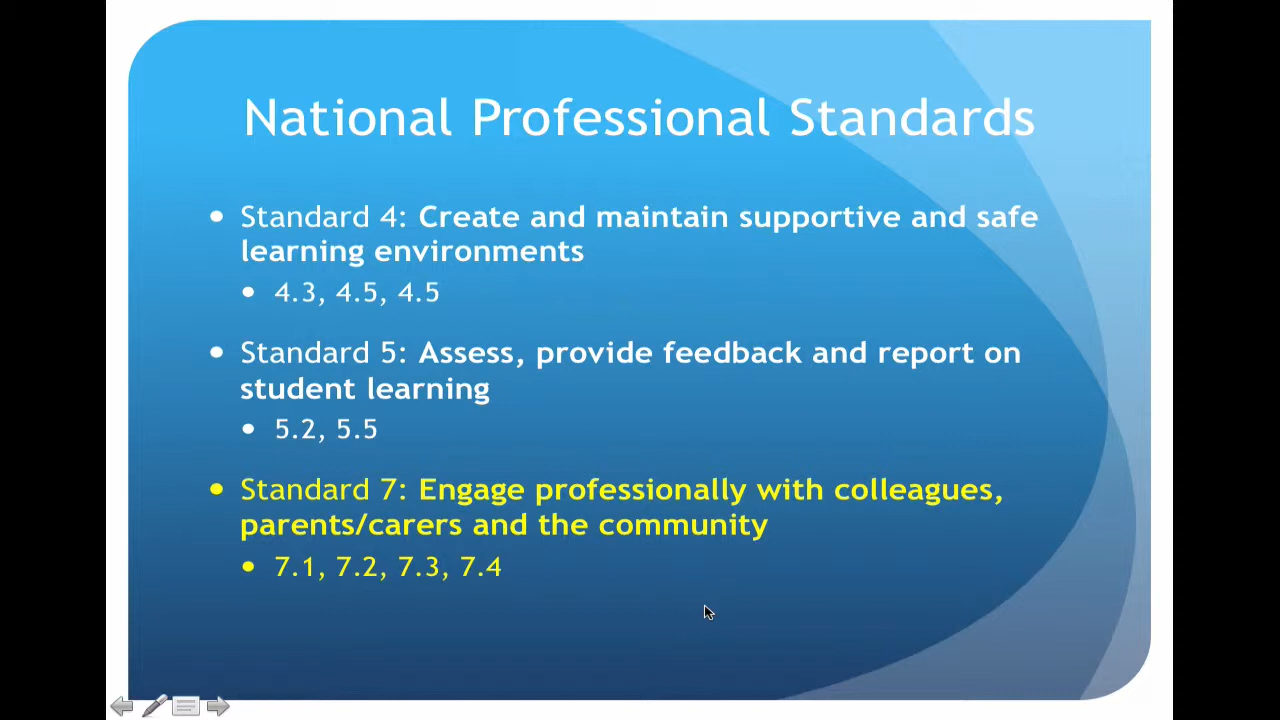 National Professional Standards
• Standard 4: Create and maintain supportive and safe
learning environments
• 4.3, 4.5, 4.5
• Standard 5: Assess, provide feedback and report on
student learning
• 5.2, 5.5
• Standard 7: Engage professionally with colleagues,
parents/carers and the community
• 7.1, 7.2, 7.3, 7.4